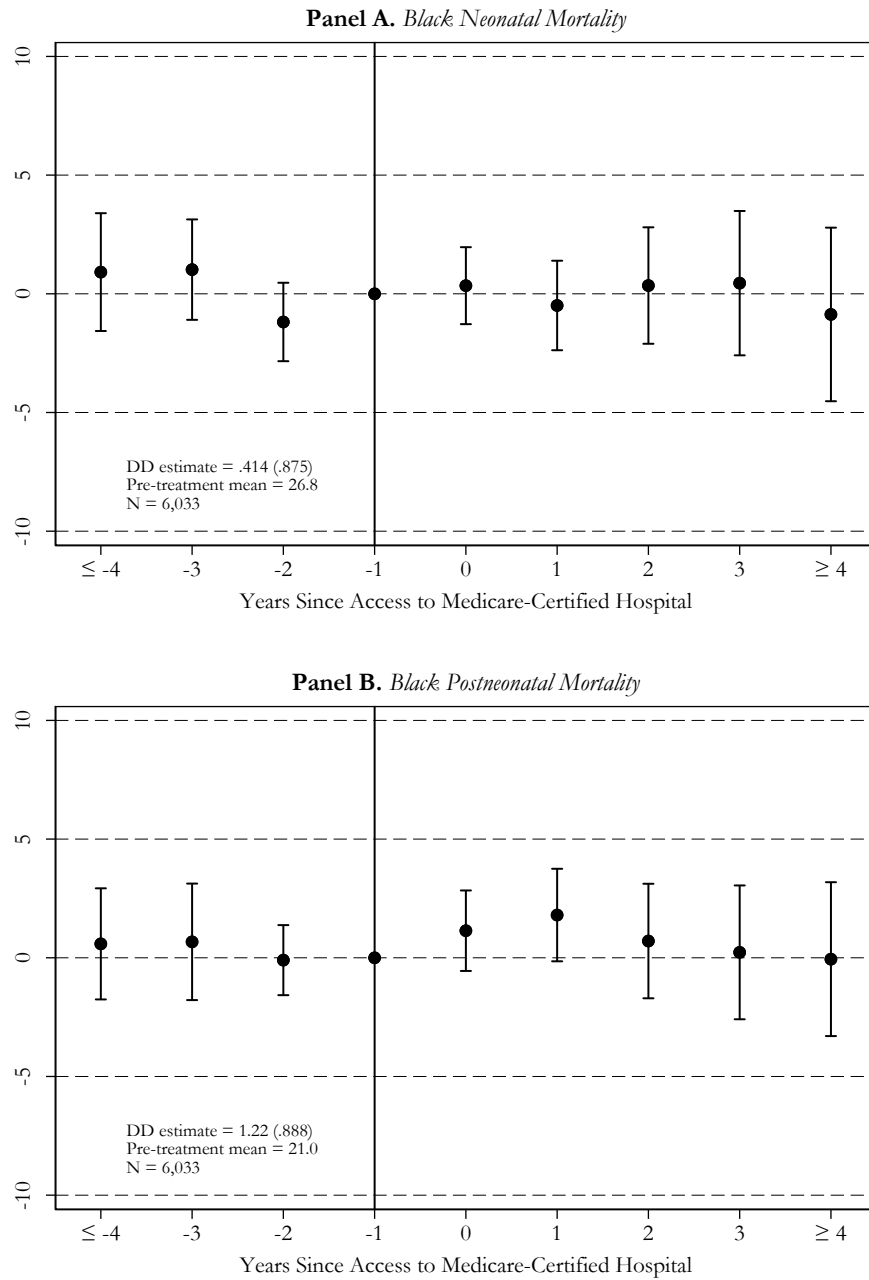 Panel A. Black Neonatal Mortality
10
5
0
-5
-10
DD estimate = .414 (.875)
Pre-treatment mean = 26.8
N = 6,033
≤ -4 -3 -2 -1 0 1 2 3 ≥ 4
Years Since Access to Medicare-Certified Hospital
Panel B. Black Postneonatal Mortality
10
5
0
-5
-10
DD estimate = 1.22 (.888)
Pre-treatment mean = 21.0
N = 6,033
≤ -4 -3 -2 -1 0 1 2 3 ≥ 4
Years Since Access to Medicare-Certified Hospital